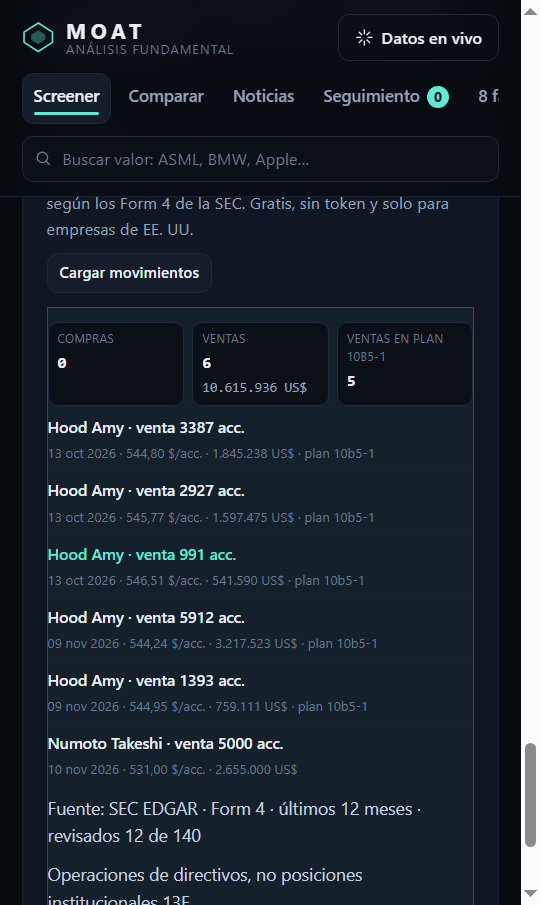 MOAT
ANÁLISIS FUNDAMENTAL
Datos en vivo
Screener
Comparar
Noticias
Seguimiento 0
8 f
Buscar valor: ASML, BMW, Apple...
según los Form 4 de la SEC. Gratis, sin token y solo para
empresas de EE. UU.
Cargar movimientos
COMPRAS
0
VENTAS
6
10.615.936 US$
VENTAS EN PLAN
10B5-1
5
Hood Amy · venta 3387 acc.
13 oct 2026 · 544,80 $/acc. · 1.845.238 US$ · plan 10b5-1
Hood Amy · venta 2927 acc.
13 oct 2026 · 545,77 $/acc. · 1.597.475 US$ · plan 10b5-1
Hood Amy · venta 991 acc.
13 oct 2026 · 546,51 $/acc. · 541.590 US$ · plan 10b5-1
Hood Amy · venta 5912 acc.
09 nov 2026 · 544,24 $/acc. · 3.217.523 US$ · plan 10b5-1
Hood Amy · venta 1393 acc.
09 nov 2026 · 544,95 $/acc. · 759.111 US$ · plan 10b5-1
Numoto Takeshi · venta 5000 acc.
10 nov 2026 · 531,00 $/acc. · 2.655.000 US$
Fuente: SEC EDGAR · Form 4 · últimos 12 meses ·
revisados 12 de 140
Operaciones de directivos, no posiciones
institucionales 13F